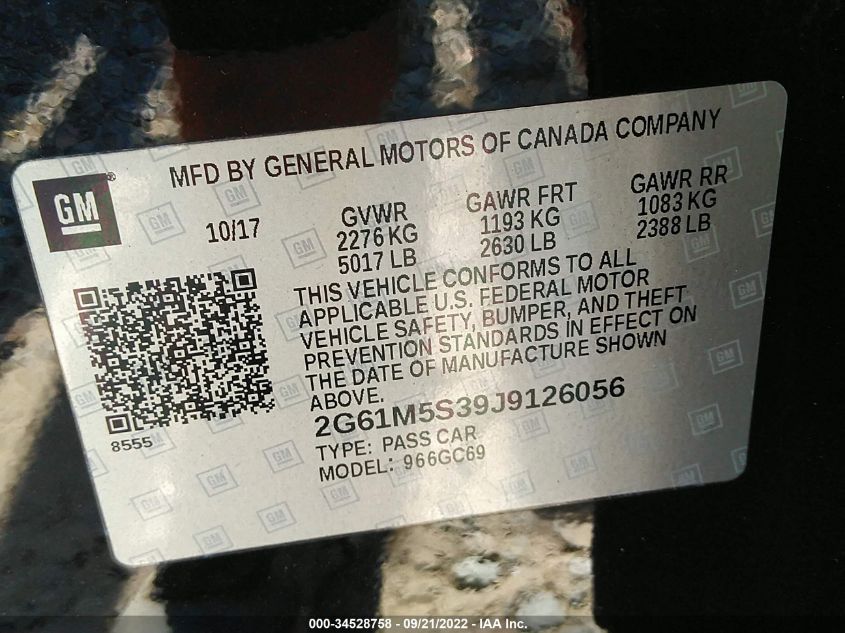 MFD BY GENERAL MOTORS OF CANADA COMPANY
GM®
10/17
GVWR
2276 KG
5017 LB
GAWR FRT
1193 KG
2630 LB
GAWR RR
1083 KG
2388 LB
THIS VEHICLE CONFORMS TO ALL
APPLICABLE U.S. FEDERAL MOTOR
VEHICLE SAFETY, BUMPER, AND THEFT
PREVENTION STANDARDS IN EFFECT ON
THE DATE OF MANUFACTURE SHOWN
ABOVE.
2G61M5S39J9126056
TYPE: PASS CAR
MODEL: 966GC69
8555
000-34528758 - 09/21/2022 - IAA Inc.